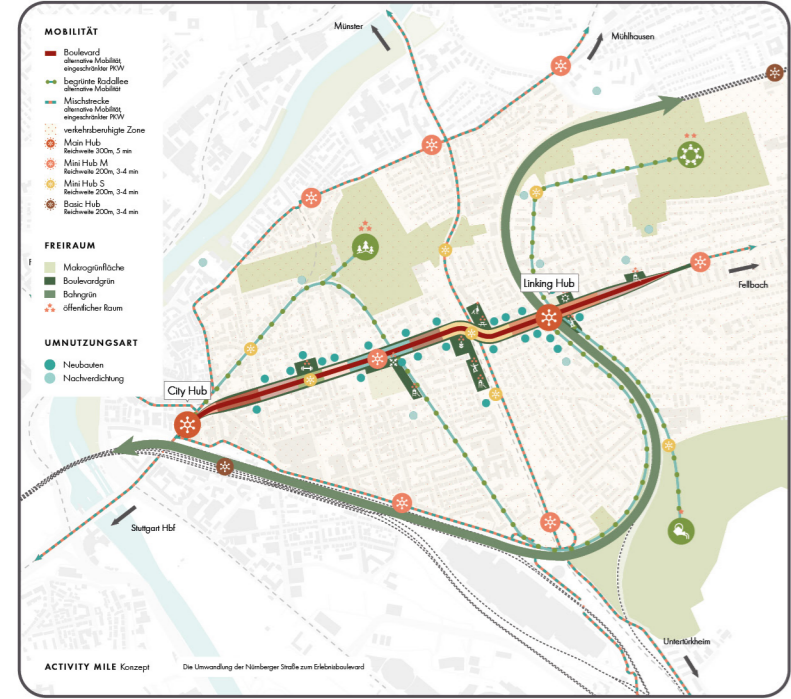 MOBILITÄT
Boulevard
alternative Mobilität,
eingeschränkter PKW
begrünte Radallee
alternative Mobilität
Mischstrecke
alternative Mobilität,
eingeschränkter PKW
verkehrsberuhigte Zone
Main Hub
Reichweite 300m, 5 min
Mini Hub M
Reichweite 200m, 3-4 min
Mini Hub S
Reichweite 200m, 3-4 min
Basic Hub
Reichweite 200m, 3-4 min
FREIRAUM
Makrogrünfläche
Boulevardgrün
Bahngrün
öffentlicher Raum
UMNUTZUNGSART
Neubauten
Nachverdichtung
Münster
Mühlhausen
Linking Hub
Fellbach
City Hub
Stuttgart Hbf
Untertürkheim
ACTIVITY MILE Konzept
Die Umwandlung der Nürnberger Straße zum Erlebnisboulevard